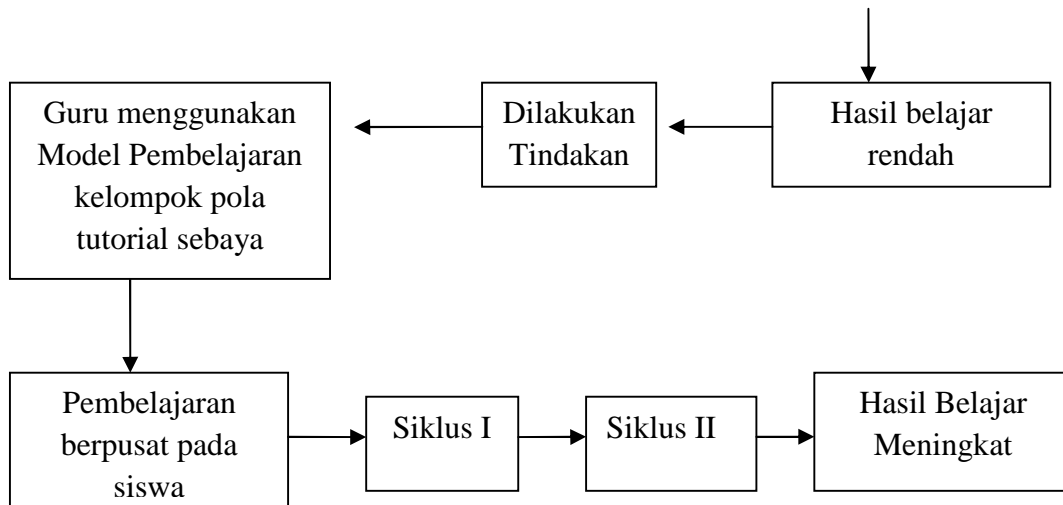 Guru menggunakan
Model Pembelajaran
kelompok pola
tutorial sebaya
Dilakukan
Tindakan
Hasil belajar
rendah
Pembelajaran
berpusat pada
siswa
Siklus I
Siklus II
Hasil Belajar
Meningkat